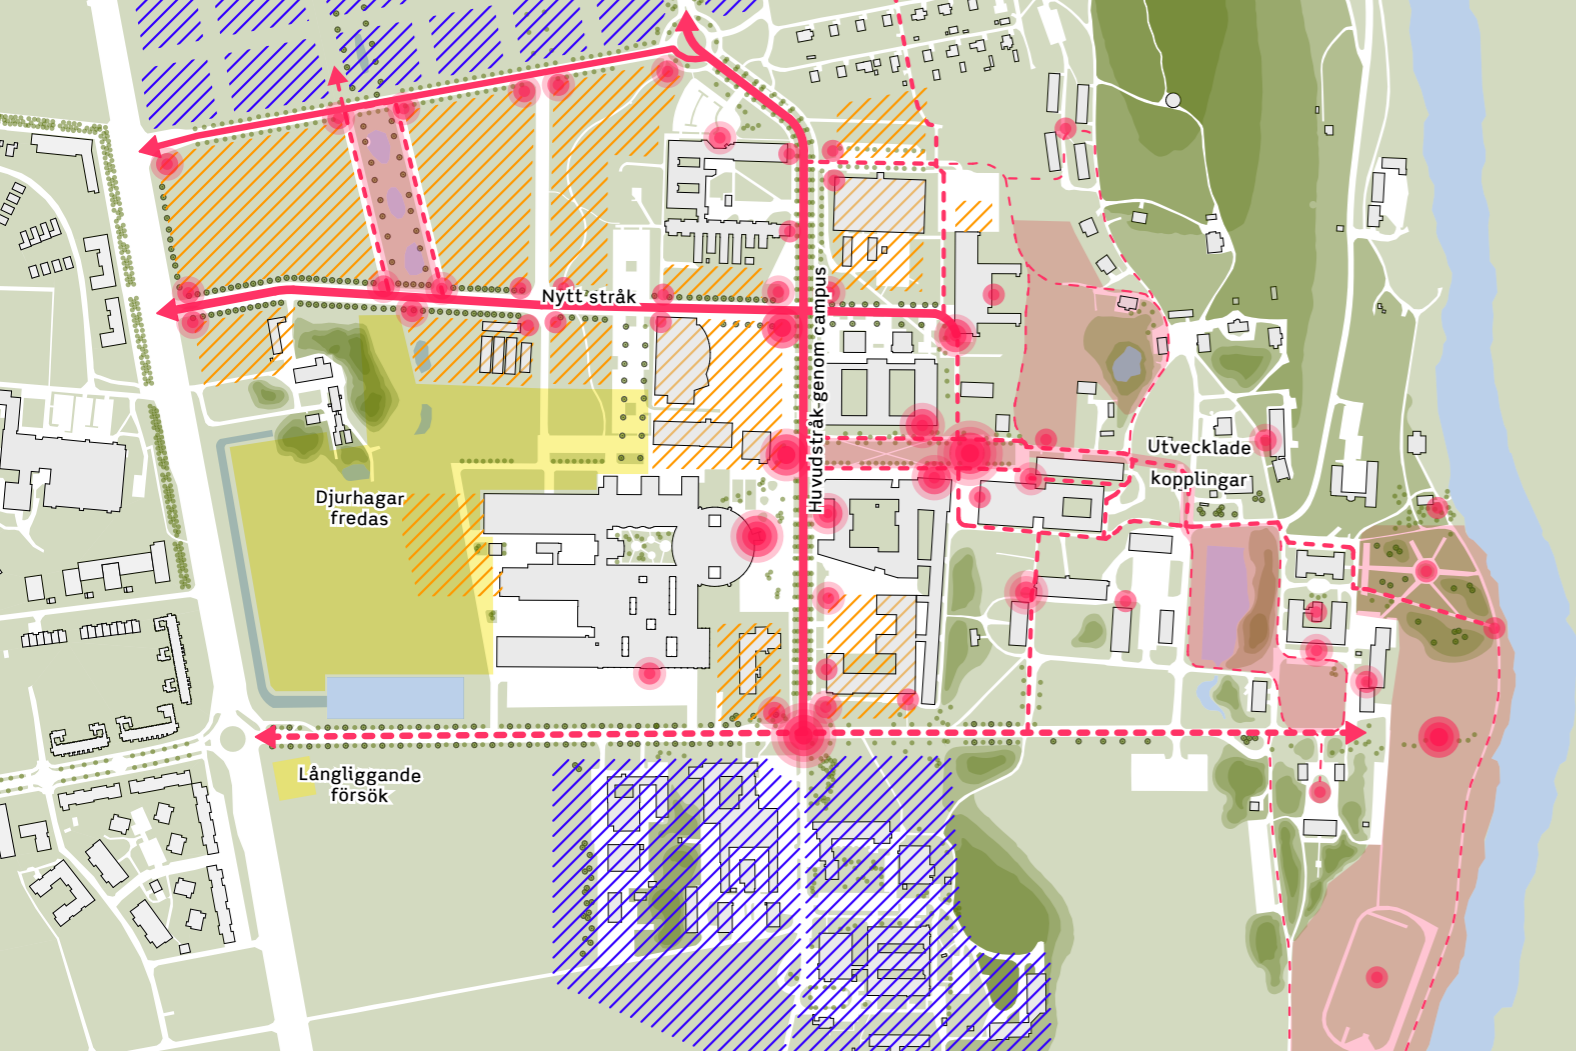 Nytt stråk
Huvudstråk genom campus
Utvecklade
kopplingar
Djurhagar
fredas
Långliggande
försök